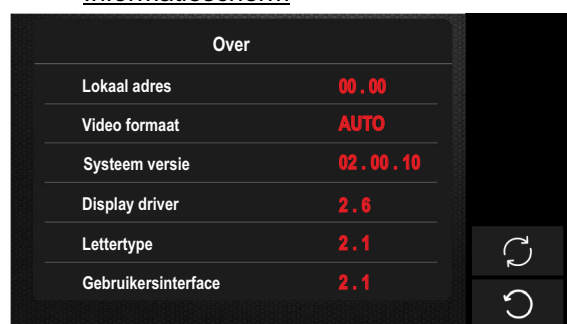 Informatiescherm
Over
Lokaal adres 00 . 00
Video formaat AUTO
Systeem versie 02 . 00 . 10
Display driver 2 . 6
Lettertype 2 . 1
Gebruikersinterface 2 . 1